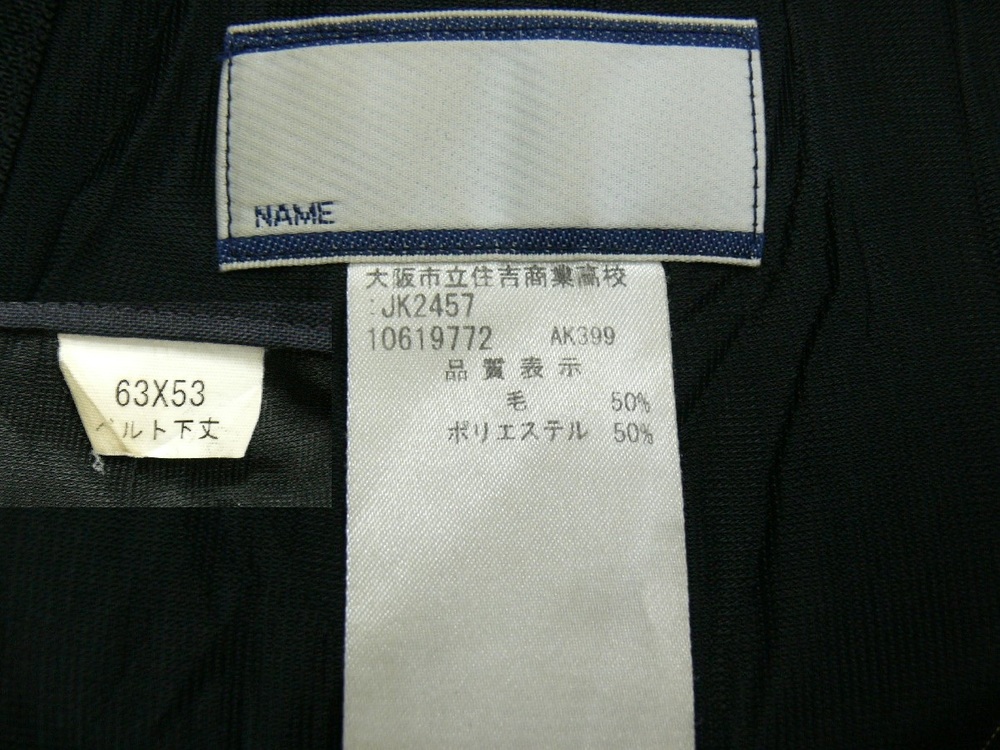 NAME
大阪市立住吉商業高校
:JK2457
10619772 AK399
品質表示
毛 50%
ポリエステル 50%
63X53
ベルト下丈